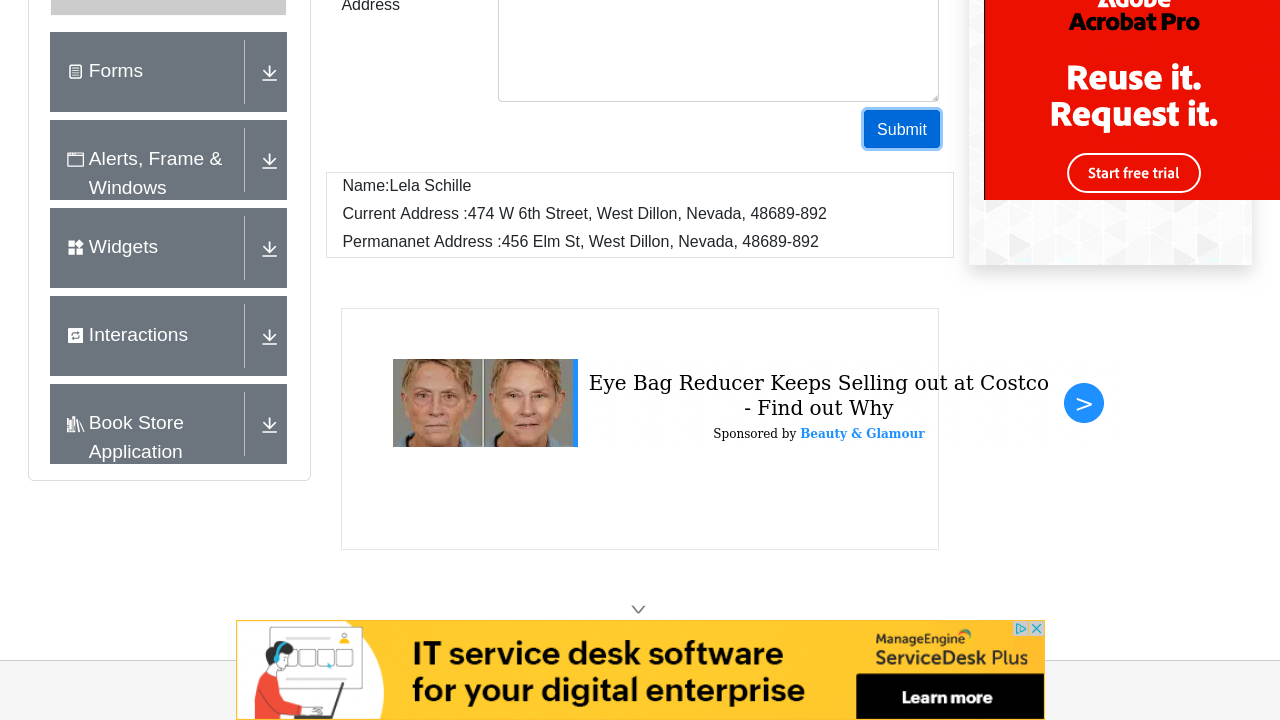 Address
Adobe
Acrobat Pro
Reuse it.
Request it.
Start free trial
Forms
Alerts, Frame &
Windows
Widgets
Interactions
Book Store
Application
Submit
Name:Lela Schille
Current Address :474 W 6th Street, West Dillon, Nevada, 48689-892
Permananet Address :456 Elm St, West Dillon, Nevada, 48689-892
Eye Bag Reducer Keeps Selling out at Costco
- Find out Why
Sponsored by Beauty & Glamour
>
IT service desk software
for your digital enterprise
ManageEngine
ServiceDesk Plus
Learn more